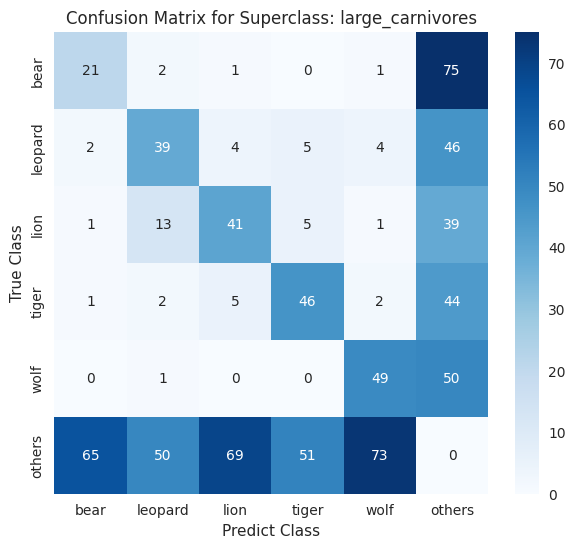 Confusion Matrix for Superclass: large_carnivores
True Class
bear 21 2 1 0 1 75
leopard 2 39 4 5 4 46
lion 1 13 41 5 1 39
tiger 1 2 5 46 2 44
wolf 0 1 0 0 49 50
others 65 50 69 51 73 0
bear leopard lion tiger wolf others
Predict Class
70
60
50
40
30
20
10
0